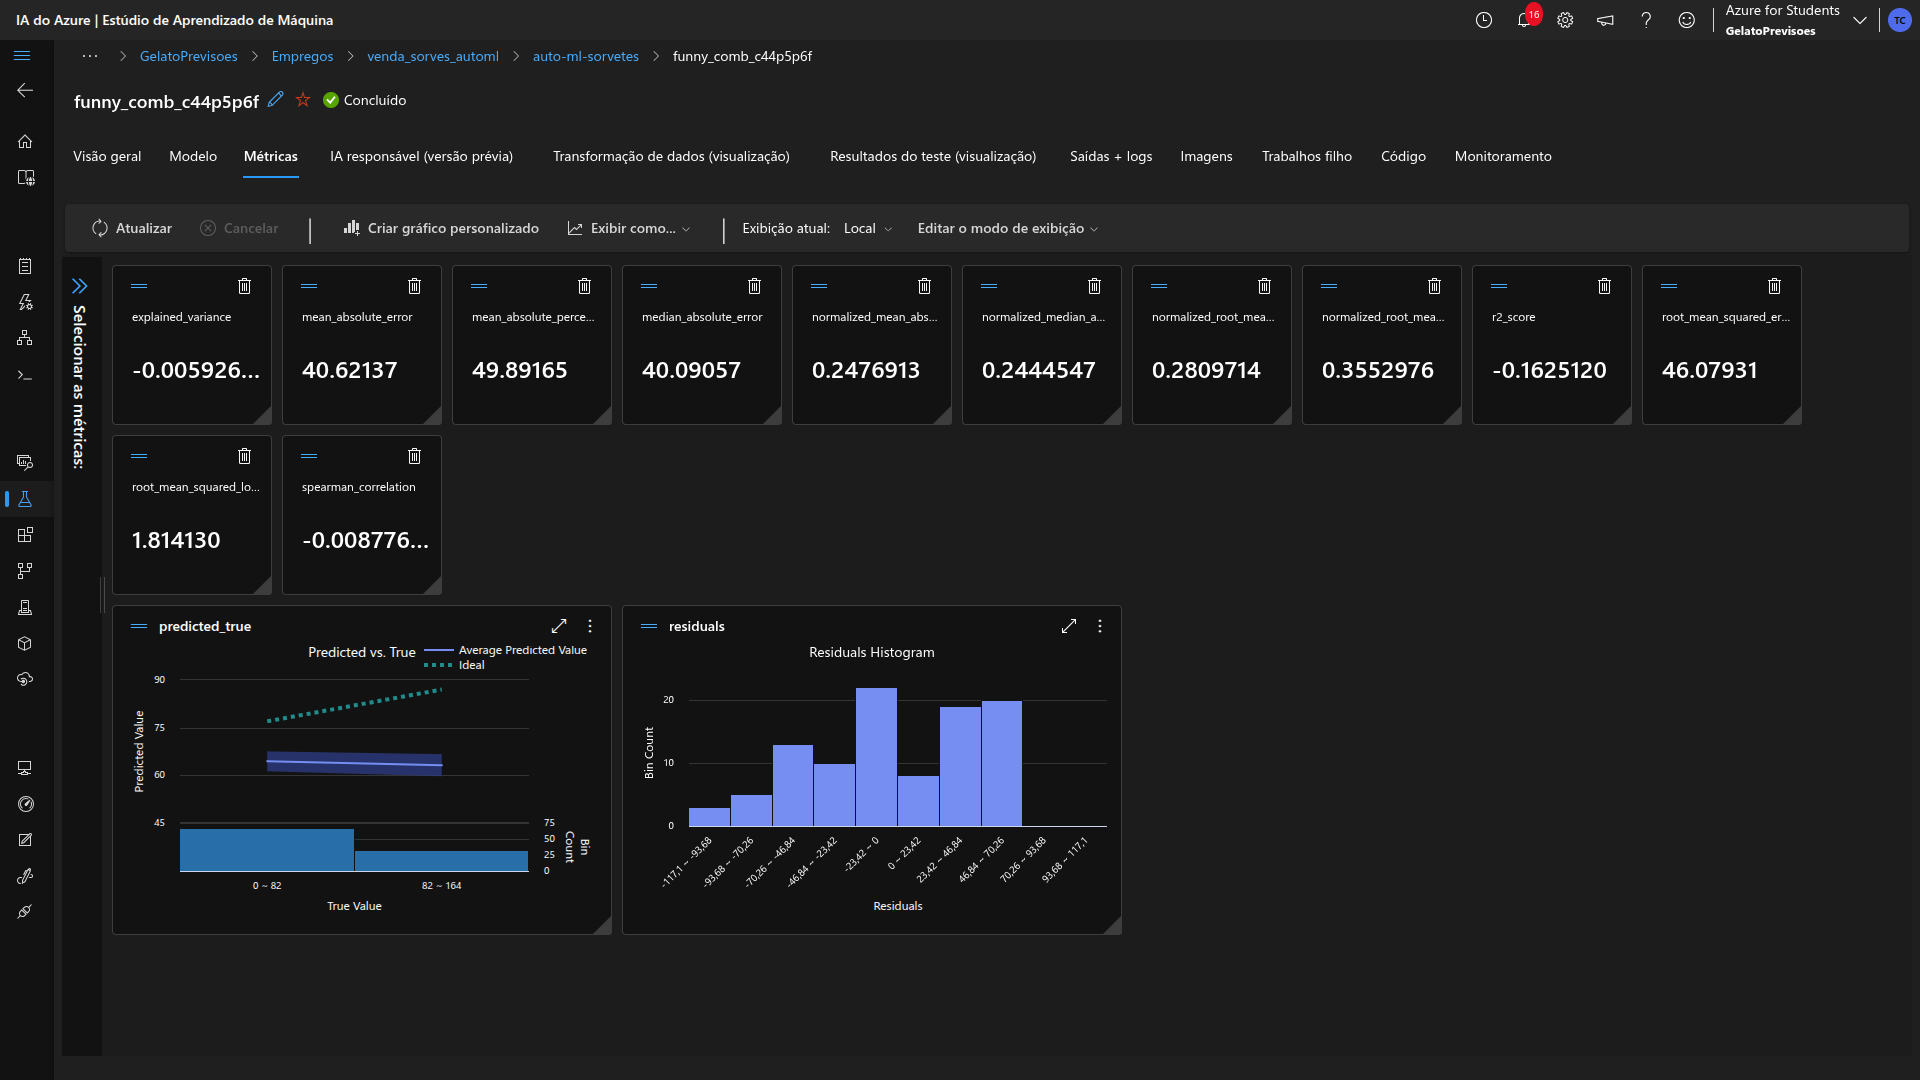 IA do Azure | Estúdio de Aprendizado de Máquina
16
Azure for Students
GelatoPrevisoes
TC
··· > GelatoPrevisoes > Empregos > venda_sorves_automl > auto-ml-sorvetes > funny_comb_c44p5p6f
funny_comb_c44p5p6f Concluído
Visão geral Modelo Métricas IA responsável (versão prévia) Transformação de dados (visualização) Resultados do teste (visualização) Saídas + logs Imagens Trabalhos filho Código Monitoramento
Atualizar Cancelar Criar gráfico personalizado Exibir como... Exibição atual: Local Editar o modo de exibição
Selecionar as métricas:
explained_variance
-0.005926...
mean_absolute_error
40.62137
mean_absolute_perce...
49.89165
median_absolute_error
40.09057
normalized_mean_abs...
0.2476913
normalized_median_a...
0.2444547
normalized_root_mea...
0.2809714
normalized_root_mea...
0.3552976
r2_score
-0.1625120
root_mean_squared_er...
46.07931
root_mean_squared_lo...
1.814130
spearman_correlation
-0.008776...
predicted_true
Predicted vs. True
Average Predicted Value
Ideal
Predicted Value
90
75
60
45
75
50
25
0
Bin
Count
0 ~ 82
82 ~ 164
True Value
residuals
Residuals Histogram
Bin Count
20
10
0
-117,1 ~ -93,68
-93,68 ~ -70,26
-70,26 ~ -46,84
-46,84 ~ -23,42
-23,42 ~ 0
0 ~ 23,42
23,42 ~ 46,84
46,84 ~ 70,26
70,26 ~ 93,68
93,68 ~ 117,1
Residuals